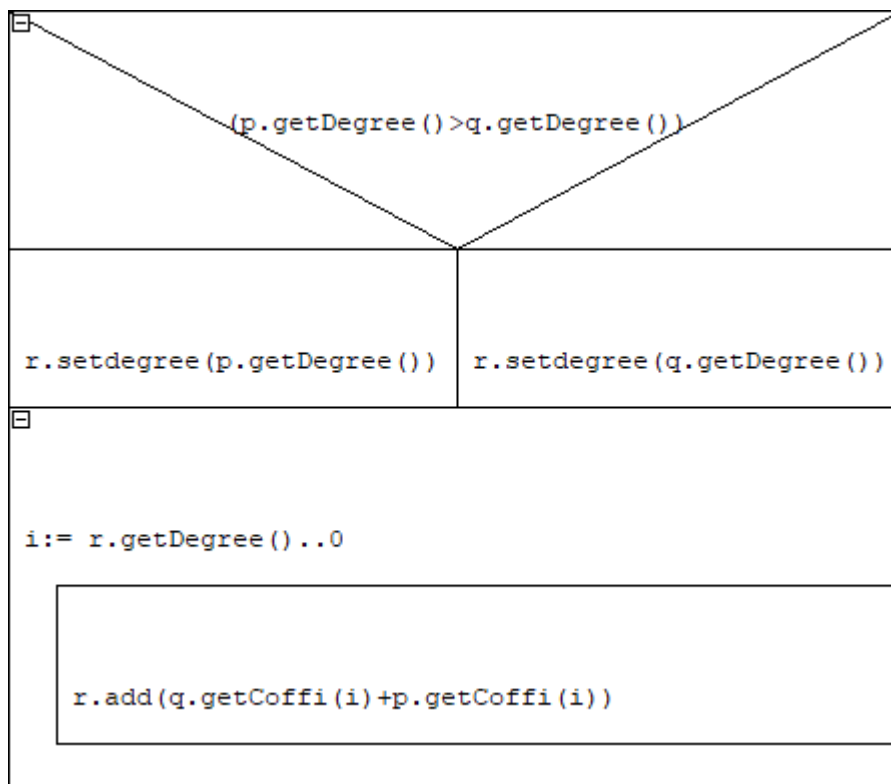 (p.getDegree()>q.getDegree())
r.setdegree(p.getDegree())
r.setdegree(q.getDegree())
i:= r.getDegree()..0
r.add(q.getCoffi(i)+p.getCoffi(i))